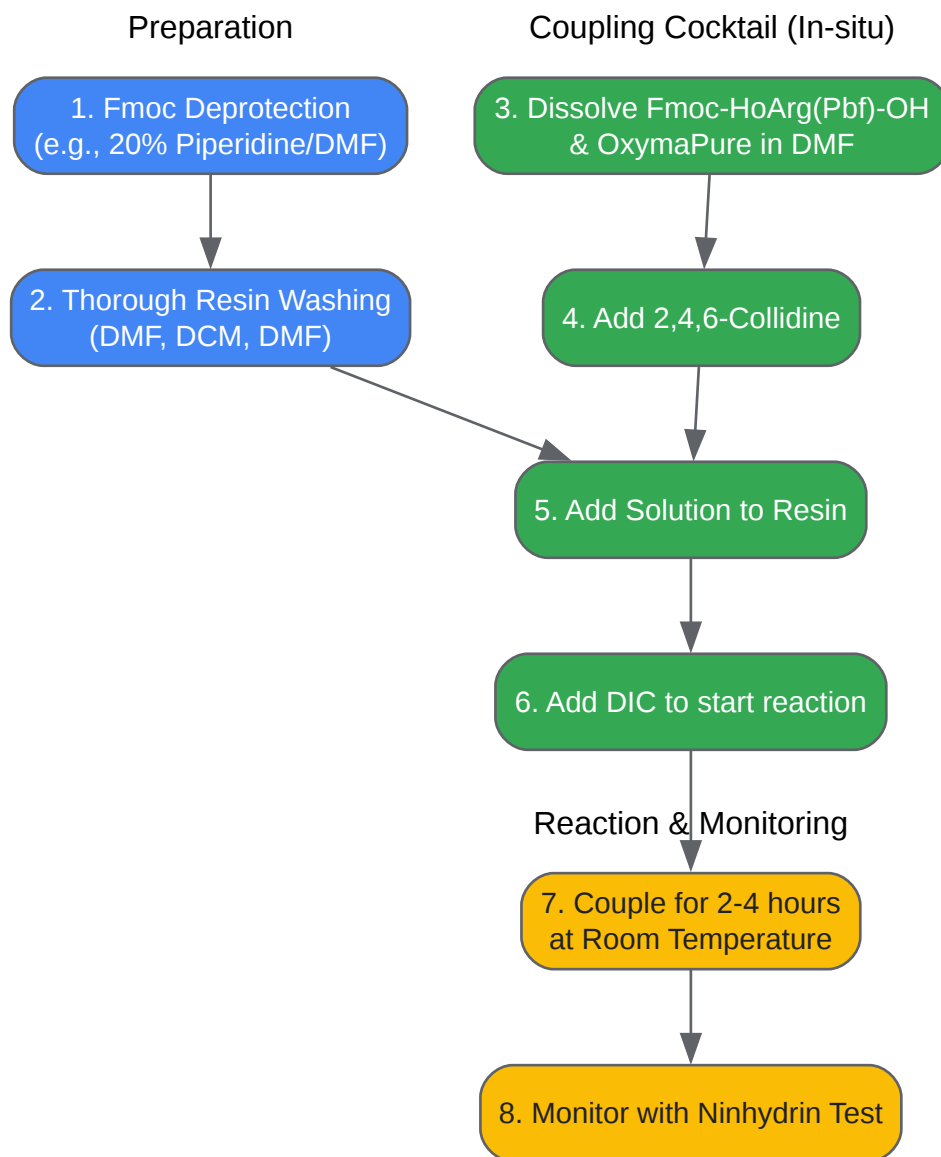 Preparation
1. Fmoc Deprotection
(e.g., 20% Piperidine/DMF)
2. Thorough Resin Washing
(DMF, DCM, DMF)
Coupling Cocktail (In-situ)
3. Dissolve Fmoc-HoArg(Pbf)-OH
& OxymaPure in DMF
4. Add 2,4,6-Collidine
5. Add Solution to Resin
6. Add DIC to start reaction
Reaction & Monitoring
7. Couple for 2-4 hours
at Room Temperature
8. Monitor with Ninhydrin Test